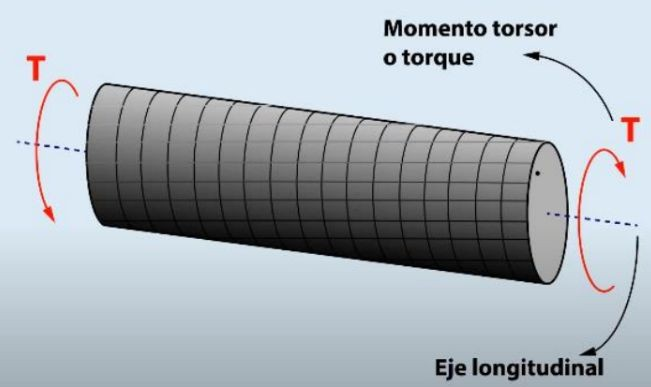 Momento torsor
o torque
T
T
Eje longitudinal